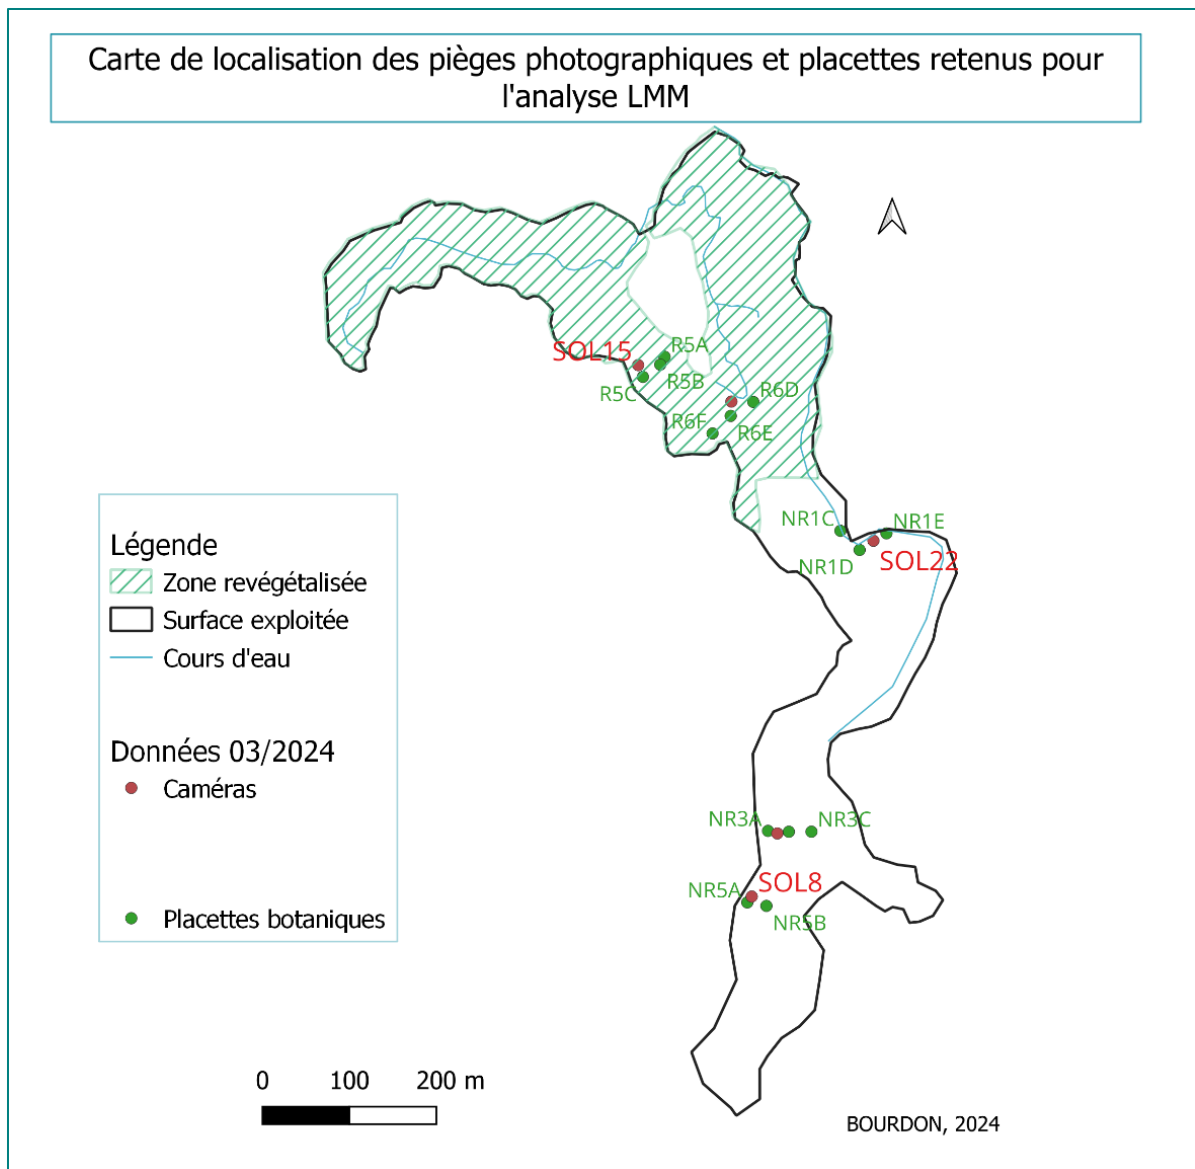 Carte de localisation des pièges photographiques et placettes retenus pour
l'analyse LMM
SOL15
R5A
R5B
R5C
R6D
R6F
R6E
NR1C
NR1E
NR1D
SOL22
Légende
Zone revégétalisée
Surface exploitée
Cours d'eau
Données 03/2024
Caméras
Placettes botaniques
NR3A
NR3C
NR5A
SOL8
NR5B
0 100 200 m
BOURDON, 2024